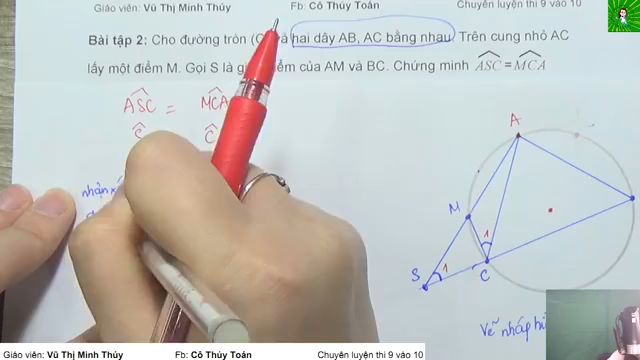 Giáo viên: Vũ Thị Minh Thúy Fb: Cô Thúy Toán Chuyên luyện thi 9 vào 10
Bài tập 2: Cho đường tròn (O) và hai dây AB, AC bằng nhau. Trên cung nhỏ AC
lấy một điểm M. Gọi S là điểm của AM và BC. Chứng minh ASC = MCA
ASC = MCA
C C
nhận
A
M
1
S 1 C
Vẽ nháp
Giáo viên: Vũ Thị Minh Thúy Fb: Cô Thúy Toán Chuyên luyện thi 9 vào 10